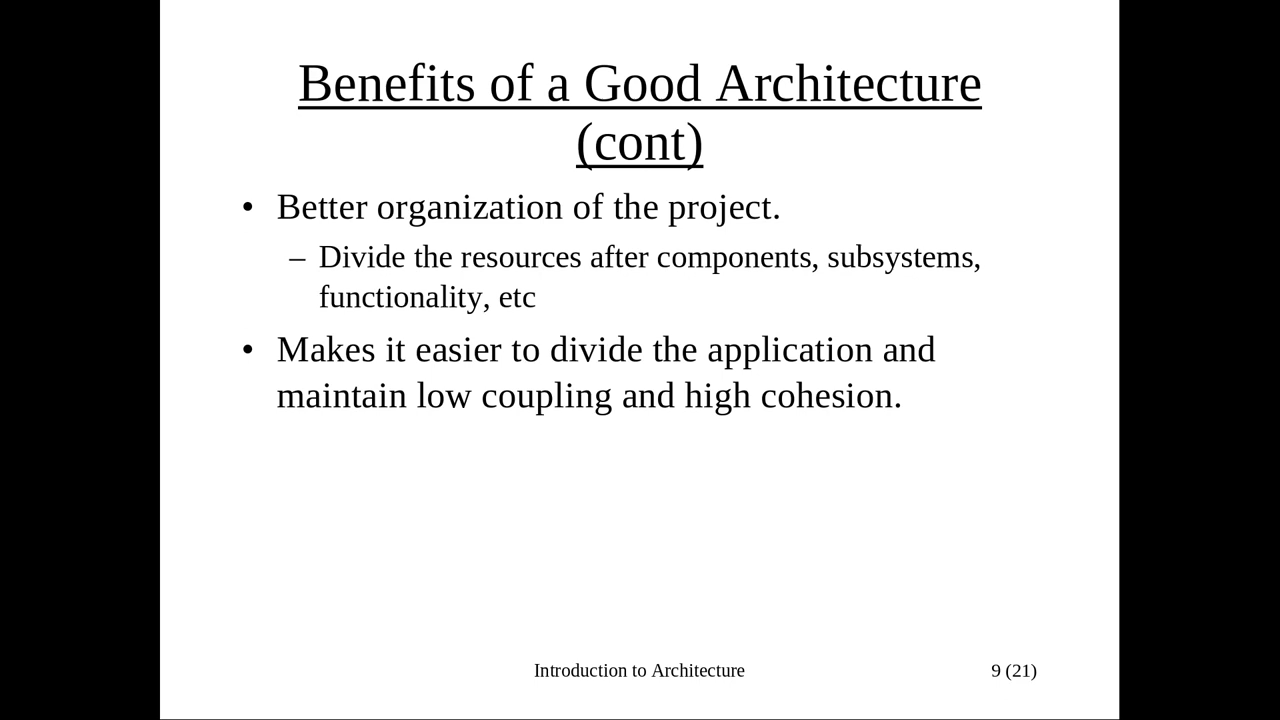 Benefits of a Good Architecture
(cont)
• Better organization of the project.
– Divide the resources after components, subsystems,
functionality, etc
• Makes it easier to divide the application and
maintain low coupling and high cohesion.
Introduction to Architecture
9 (21)